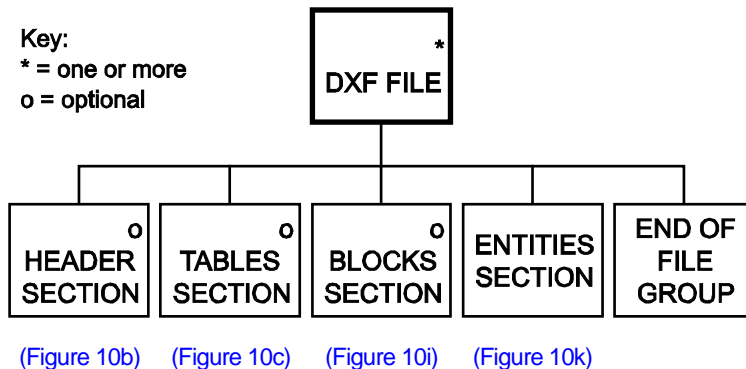 Key:
* = one or more
o = optional
*
DXF FILE
o
HEADER
SECTION
o
TABLES
SECTION
o
BLOCKS
SECTION
ENTITIES
SECTION
END OF
FILE
GROUP
(Figure 10b)
(Figure 10c)
(Figure 10i)
(Figure 10k)